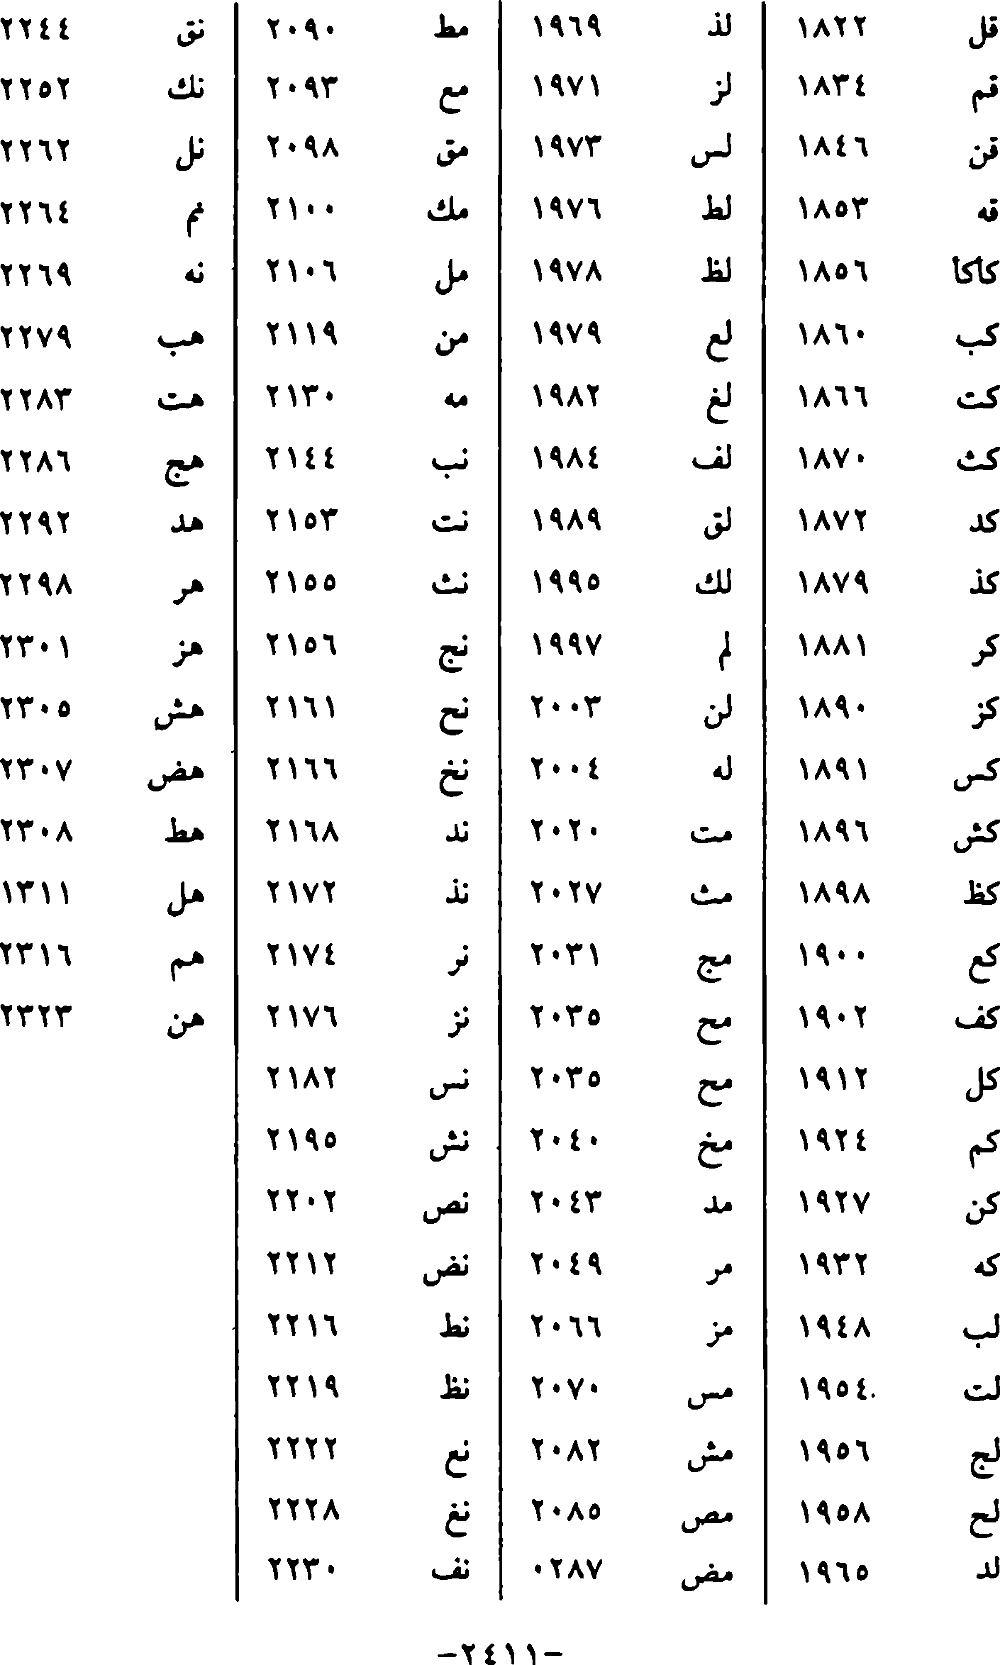 قل ١٨٢٢ لذ ١٩٦٩ مط ٢٠٩٠ نق ٢٢٤٤
قم ١٨٣٤ لز ١٩٧١ مع ٢٠٩٣ نك ٢٢٥٢
قن ١٨٤٦ لس ١٩٧٣ مق ٢٠٩٨ نل ٢٢٦٢
قه ١٨٥٣ لط ١٩٧٦ مك ٢١٠٠ نم ٢٢٦٤
كأكأ ١٨٥٦ لظ ١٩٧٨ مل ٢١٠٦ نه ٢٢٦٩
كب ١٨٦٠ لع ١٩٧٩ من ٢١١٩ هب ٢٢٧٩
كت ١٨٦٦ لغ ١٩٨٢ مه ٢١٣٠ هت ٢٢٨٣
كث ١٨٧٠ لف ١٩٨٤ نب ٢١٤٤ هج ٢٢٨٦
كد ١٨٧٢ لق ١٩٨٩ نت ٢١٥٣ هد ٢٢٩٢
كذ ١٨٧٩ لك ١٩٩٥ نث ٢١٥٥ هر ٢٢٩٨
كر ١٨٨١ لم ١٩٩٧ نج ٢١٥٦ هز ٢٣٠١
كز ١٨٩٠ لن ٢٠٠٣ نح ٢١٦١ هش ٢٣٠٥
كس ١٨٩١ له ٢٠٠٤ نخ ٢١٦٦ هض ٢٣٠٧
كش ١٨٩٦ مت ٢٠٢٠ ند ٢١٦٨ هط ٢٣٠٨
كظ ١٨٩٨ مث ٢٠٢٧ نذ ٢١٧٢ هل ١٣١١
كع ١٩٠٠ مج ٢٠٣١ نر ٢١٧٤ هم ٢٣١٦
كف ١٩٠٢ مح ٢٠٣٥ نز ٢١٧٦ هن ٢٣٢٣
كل ١٩١٢ مح ٢٠٣٥ نس ٢١٨٢
كم ١٩٢٤ مخ ٢٠٤٠ نش ٢١٩٥
كن ١٩٢٧ مد ٢٠٤٣ نص ٢٢٠٢
كه ١٩٣٢ مر ٢٠٤٩ نض ٢٢١٢
لب ١٩٤٨ مز ٢٠٦٦ نط ٢٢١٦
لت ١٩٥٤ مس ٢٠٧٠ نظ ٢٢١٩
لج ١٩٥٦ مش ٢٠٨٢ نع ٢٢٢٢
لح ١٩٥٨ مص ٢٠٨٥ نغ ٢٢٢٨
لد ١٩٦٥ مض ٠٢٨٧ نف ٢٢٣٠
-٢٤١١-